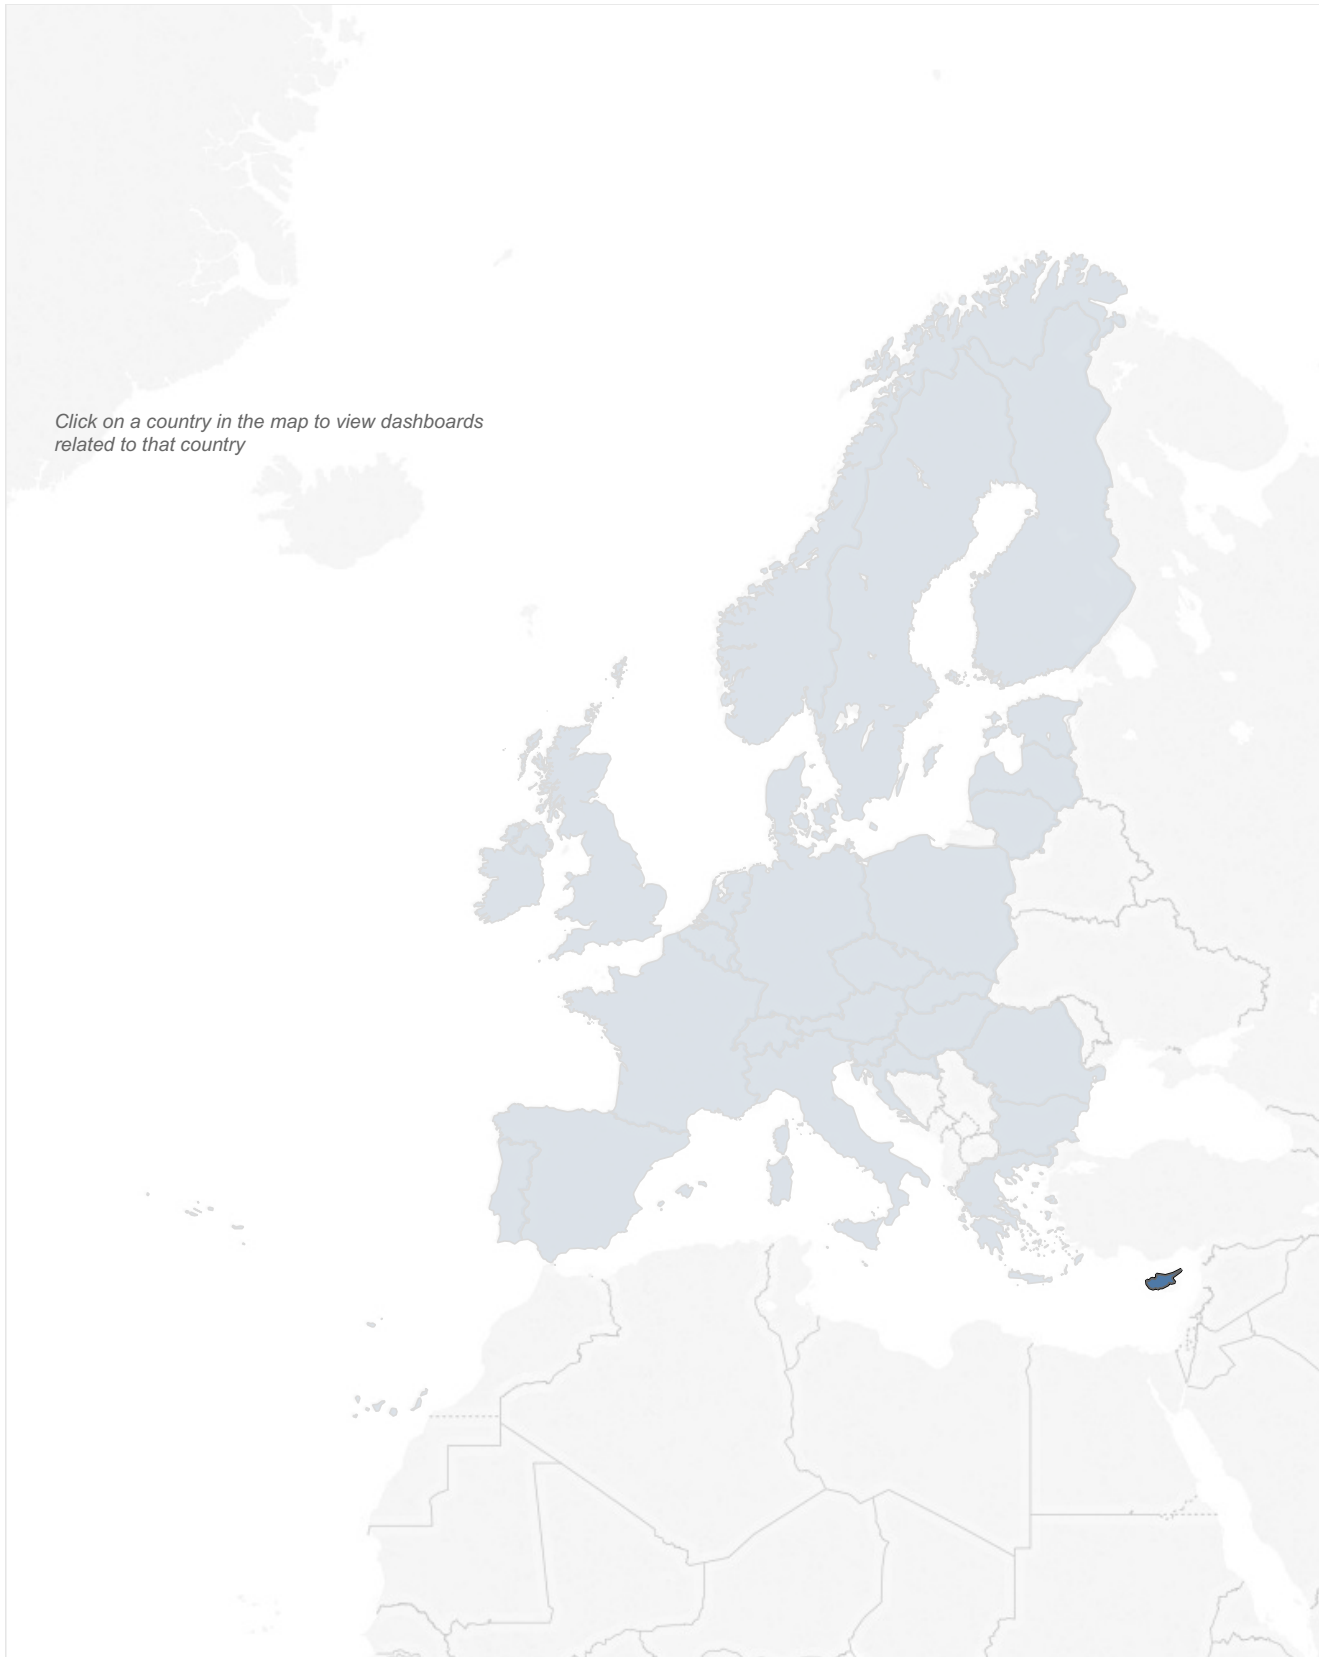 Click on a country in the map to view dashboards
related to that country